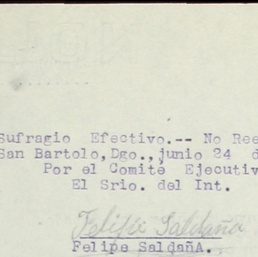 Sufragio Efectivo.-- No Ree
San Bartolo,Dgo.,junio 24 d
Por el Comité Ejecutiv
El Srio. del Int.
Felipe Saldaña
Felipe SaldañA.